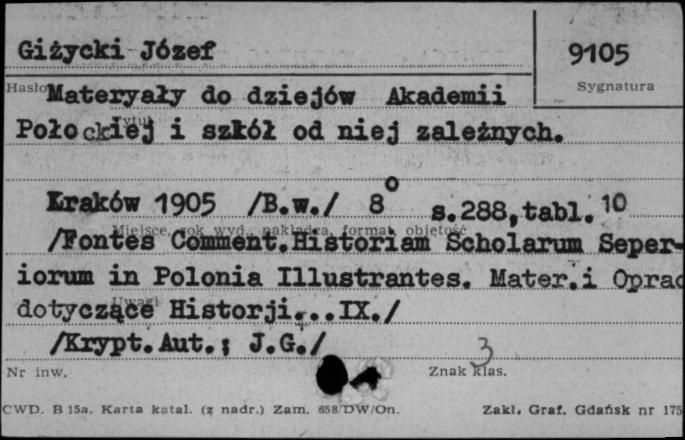 Giżycki Józef
9105
Hasło
Sygnatura
Materyały do dziejów Akademii
Połockiej i szkół od niej zależnych.
Tytuł
Kraków 1905 /B.w./ 8° s.288,tabl.10
Miejsce, rok wyd., nakładca, format, objętość
/Fontes Comment.Historiam Scholarum Seper-
iorum in Polonia Illustrantes. Mater.i Oprac
Uwagi
dotyczące Historji...IX./
/Krypt.Aut.; J.G./
3
Nr inw.
Znak klas.
CWD. B 15a. Karta katal. (z nadr.) Zam. 658/DW/On.
Zakł. Graf. Gdańsk nr 175